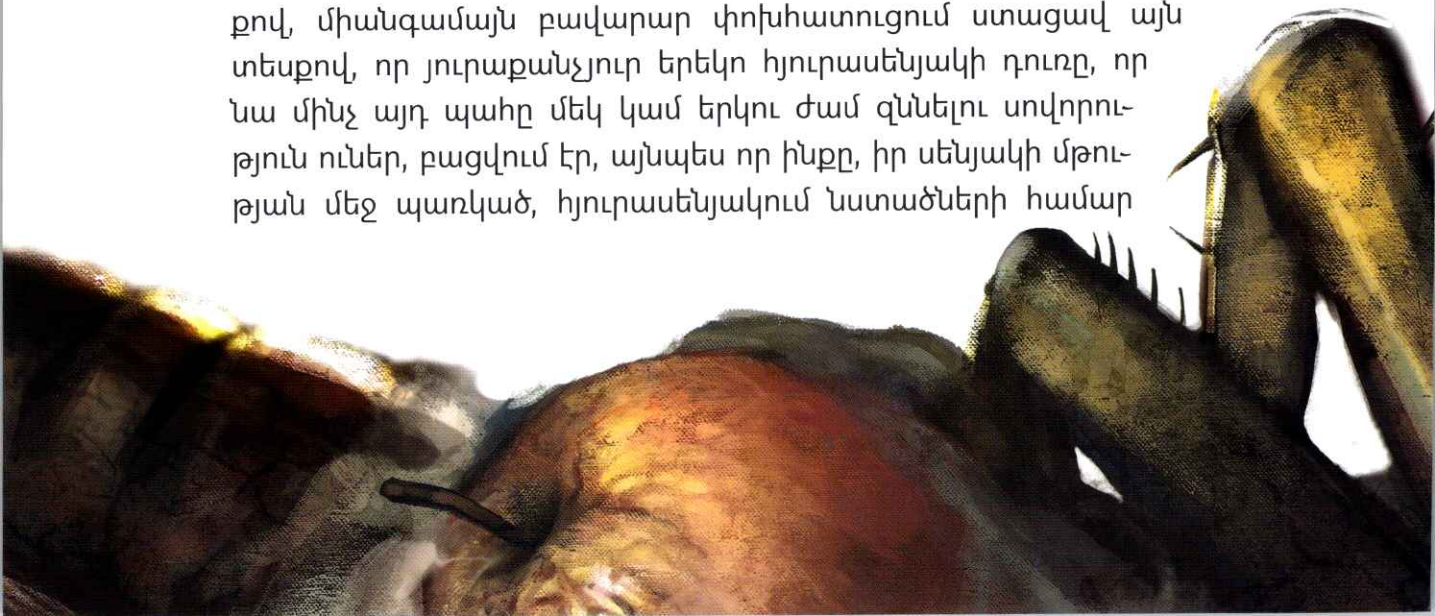 քով, միանգամայն բավարար փոխհատուցում ստացավ այն
տեսքով, որ յուրաքանչյուր երեկո հյուրասենյակի դուռը, որ
նա մինչ այդ պահը մեկ կամ երկու ժամ զննելու սովորու-
թյուն ուներ, բացվում էր, այնպես որ ինքը, իր սենյակի մթու-
թյան մեջ պառկած, հյուրասենյակում նստածների համար